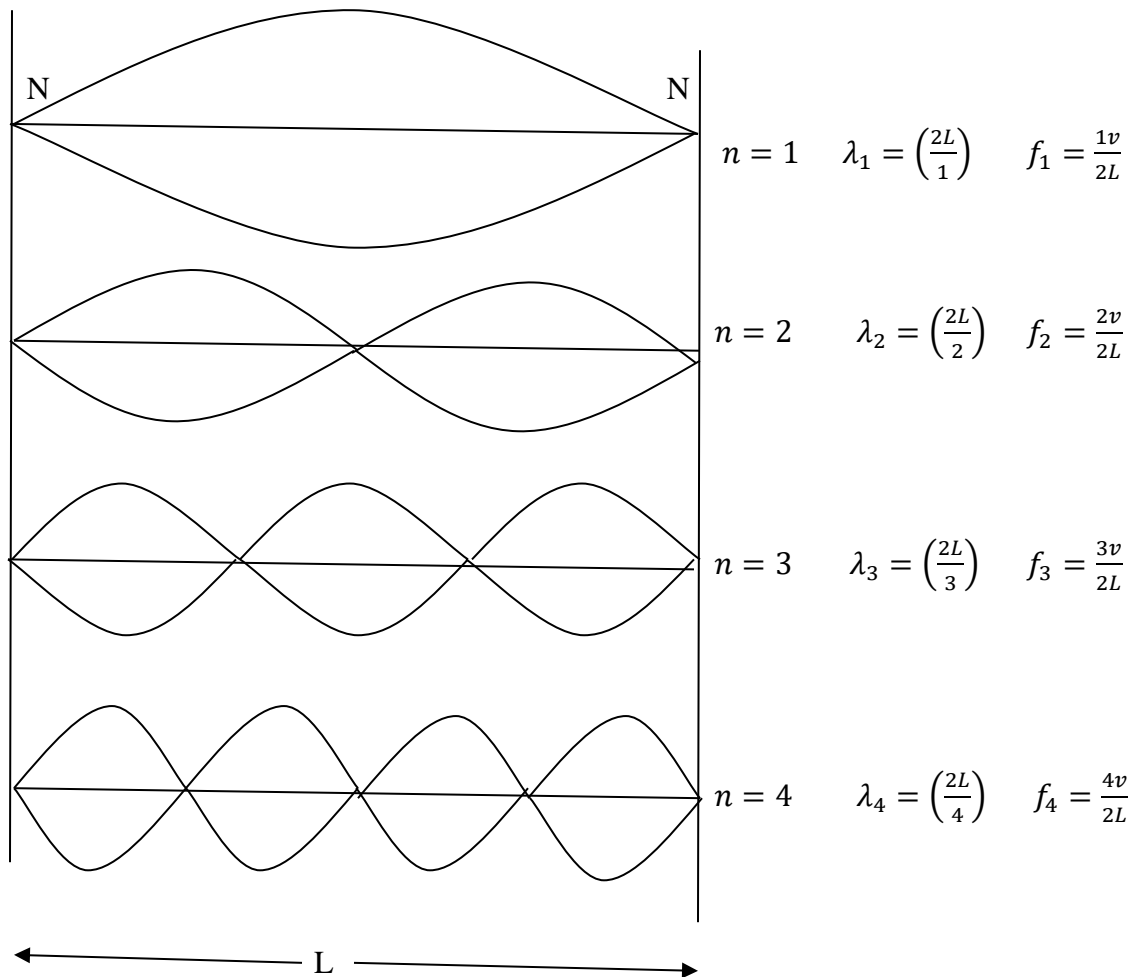 N N
n = 1 λ₁ = (2L/1) f₁ = 1v/2L
n = 2 λ₂ = (2L/2) f₂ = 2v/2L
n = 3 λ₃ = (2L/3) f₃ = 3v/2L
n = 4 λ₄ = (2L/4) f₄ = 4v/2L
L